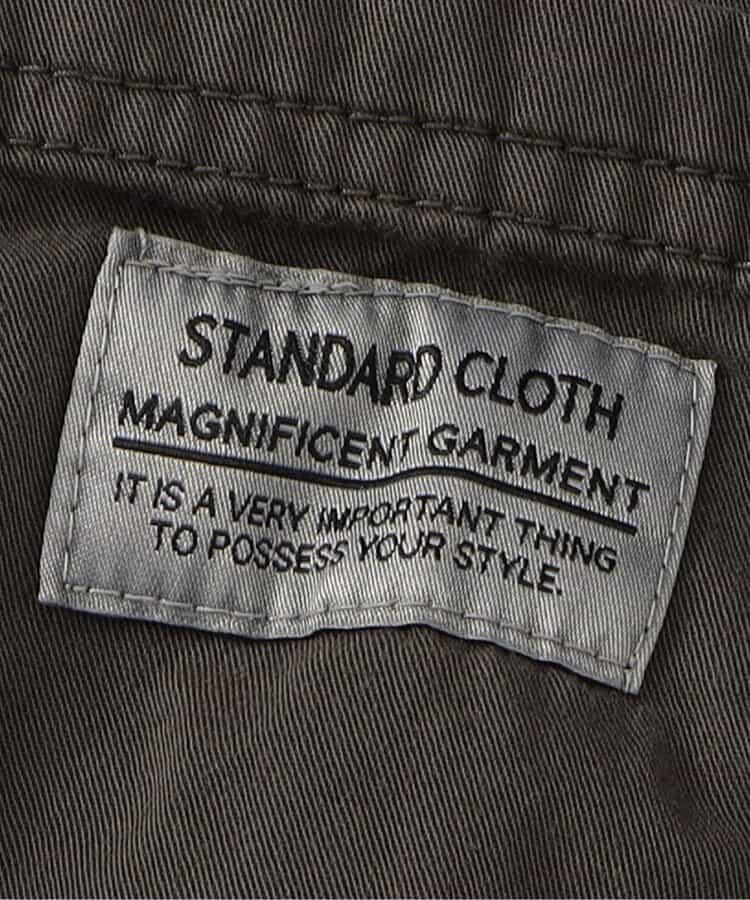 STANDARD CLOTH
MAGNIFICENT GARMENT
IT IS A VERY IMPORTANT THING
TO POSSESS YOUR STYLE.